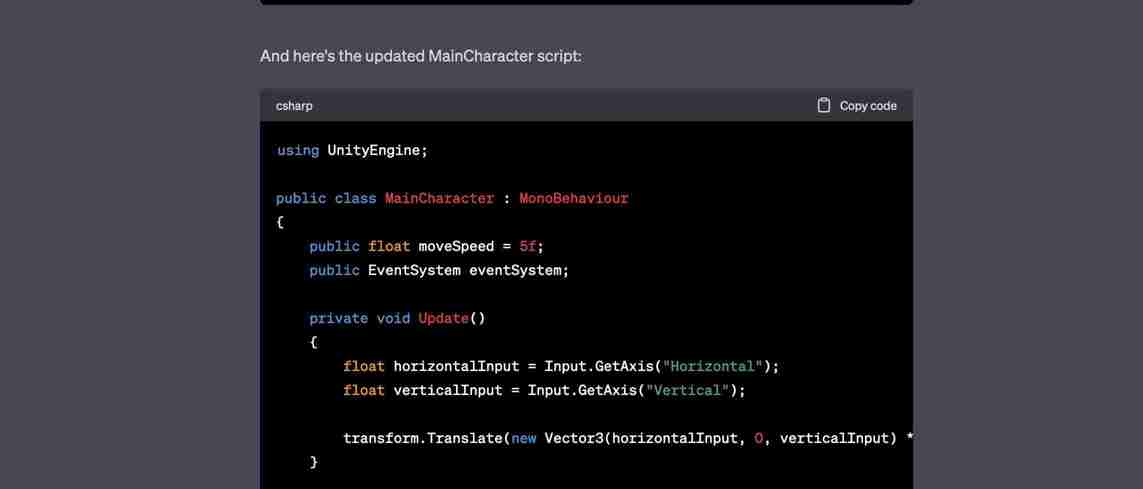 And here's the updated MainCharacter script:
csharp
Copy code
using UnityEngine;
public class MainCharacter : MonoBehaviour
{
    public float moveSpeed = 5f;
    public EventSystem eventSystem;
    private void Update()
    {
        float horizontalInput = Input.GetAxis("Horizontal");
        float verticalInput = Input.GetAxis("Vertical");
        transform.Translate(new Vector3(horizontalInput, 0, verticalInput) *
    }